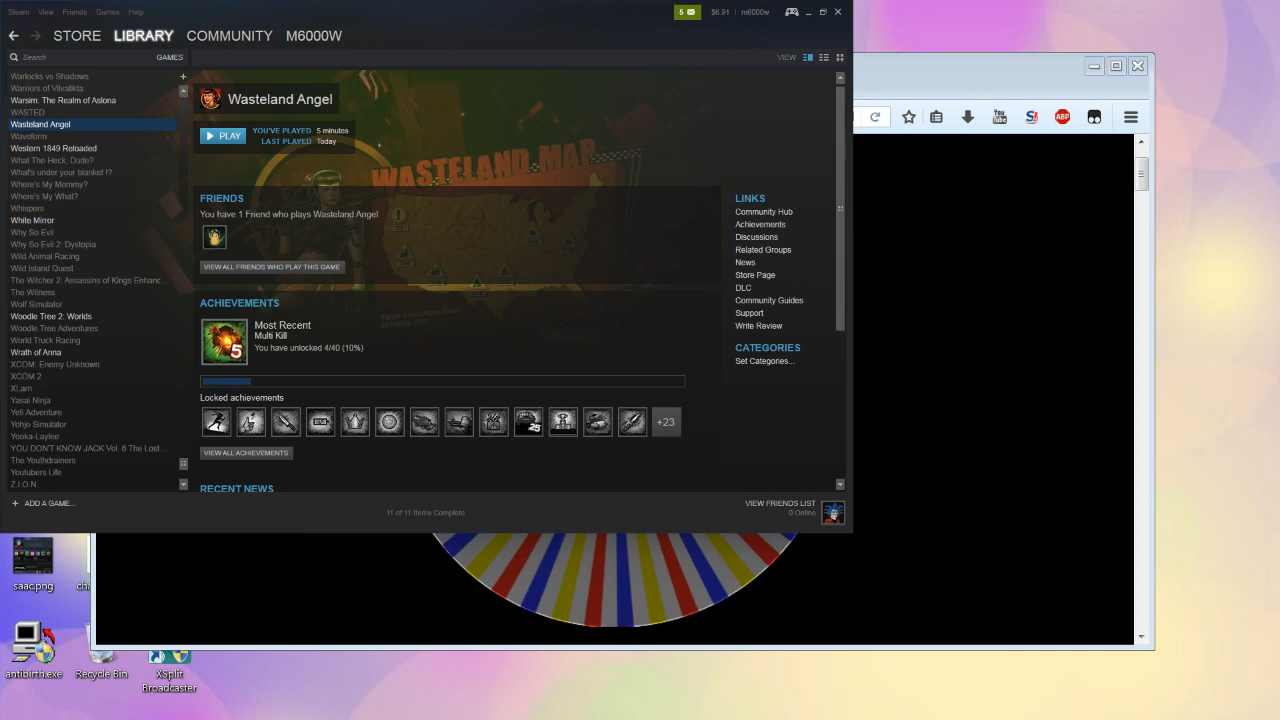 Steam View Friends Games Help
5 $6.91 m6000w
STORE LIBRARY COMMUNITY M6000W
Search GAMES
VIEW
Warlocks vs Shadows +
Warriors of Vilvalikta
Warsim: The Realm of Aslona
WASTED
Wasteland Angel
Waveform
Western 1849 Reloaded
What The Heck, Dude?
What's under your blanket !?
Where's My Mommy?
Where's My What?
Whispers
White Mirror
Why So Evil
Why So Evil 2: Dystopia
Wild Animal Racing
Wild Island Quest
The Witcher 2: Assassins of Kings Enhanc...
The Witness
Wolf Simulator
Woodle Tree 2: Worlds
Woodle Tree Adventures
World Truck Racing
Wrath of Anna
XCOM: Enemy Unknown
XCOM 2
XLarn
Yasai Ninja
Yeti Adventure
Yohjo Simulator
Yooka-Laylee
YOU DON'T KNOW JACK Vol. 6 The Lost ...
The Youthdrainers
Youtubers Life
Z.I.O.N.
+ ADD A GAME...
Wasteland Angel
PLAY
YOU'VE PLAYED 5 minutes
LAST PLAYED Today
WASTELAND MAP
FRIENDS
You have 1 Friend who plays Wasteland Angel
VIEW ALL FRIENDS WHO PLAY THIS GAME
ACHIEVEMENTS
5
Most Recent
Multi Kill
You have unlocked 4/40 (10%)
Locked achievements
25
+23
VIEW ALL ACHIEVEMENTS
RECENT NEWS
LINKS
Community Hub
Achievements
Discussions
Related Groups
News
Store Page
DLC
Community Guides
Support
Write Review
CATEGORIES
Set Categories...
11 of 11 Items Complete
VIEW FRIENDS LIST
0 Online
You
Tube
S!
ABP
saac.png
cha
antibirth.exe
Recycle Bin
XSplit
Broadcaster